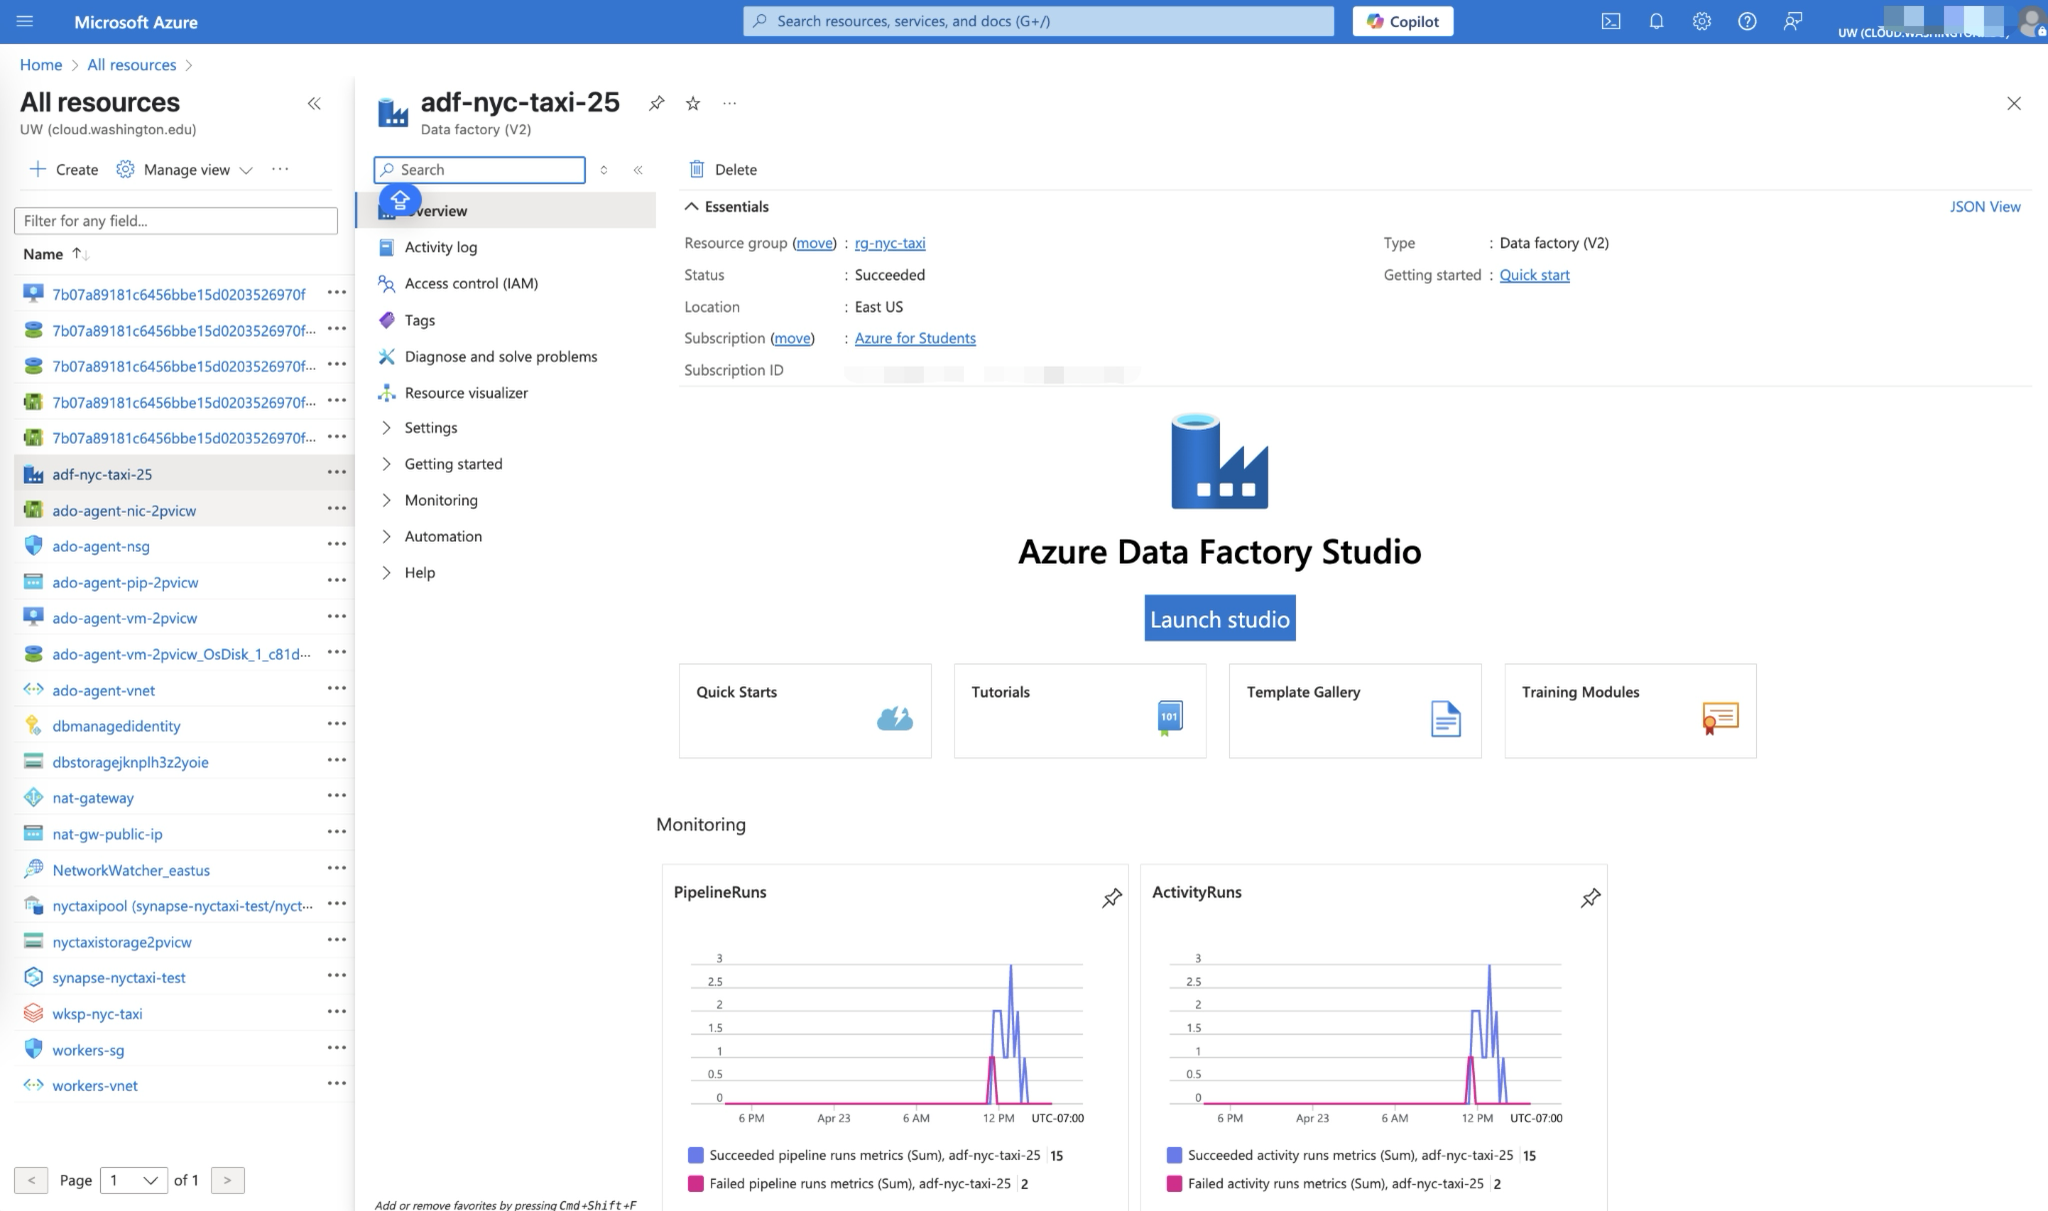 Microsoft Azure
Search resources, services, and docs (G+/)
Copilot
Home > All resources >
All resources
UW (cloud.washington.edu)
Create
Manage view
Filter for any field...
Name
7b07a89181c6456bbe15d0203526970f
7b07a89181c6456bbe15d0203526970f...
7b07a89181c6456bbe15d0203526970f...
7b07a89181c6456bbe15d0203526970f...
7b07a89181c6456bbe15d0203526970f...
adf-nyc-taxi-25
ado-agent-nic-2pvicw
ado-agent-nsg
ado-agent-pip-2pvicw
ado-agent-vm-2pvicw
ado-agent-vm-2pvicw_OsDisk_1_c81d...
ado-agent-vnet
dbmanagedidentity
dbstoragejknplh3z2yoie
nat-gateway
nat-gw-public-ip
NetworkWatcher_eastus
nyctaxipool (synapse-nyctaxi-test/nyct...
nyctaxistorage2pvicw
synapse-nyctaxi-test
wksp-nyc-taxi
workers-sg
workers-vnet
< Page 1 of 1 >
adf-nyc-taxi-25
Data factory (V2)
Search
Overview
Activity log
Access control (IAM)
Tags
Diagnose and solve problems
Resource visualizer
Settings
Getting started
Monitoring
Automation
Help
Add or remove favorites by pressing Cmd+Shift+F
Delete
Essentials
JSON View
Resource group (move) : rg-nyc-taxi
Status : Succeeded
Location : East US
Subscription (move) : Azure for Students
Subscription ID
Type : Data factory (V2)
Getting started : Quick start
Azure Data Factory Studio
Launch studio
Quick Starts
Tutorials
101
Template Gallery
Training Modules
Monitoring
PipelineRuns
3
2.5
2
1.5
1
0.5
0
6 PM Apr 23 6 AM 12 PM UTC-07:00
Succeeded pipeline runs metrics (Sum), adf-nyc-taxi-25 | 15
Failed pipeline runs metrics (Sum), adf-nyc-taxi-25 | 2
ActivityRuns
3
2.5
2
1.5
1
0.5
0
6 PM Apr 23 6 AM 12 PM UTC-07:00
Succeeded activity runs metrics (Sum), adf-nyc-taxi-25 | 15
Failed activity runs metrics (Sum), adf-nyc-taxi-25 | 2